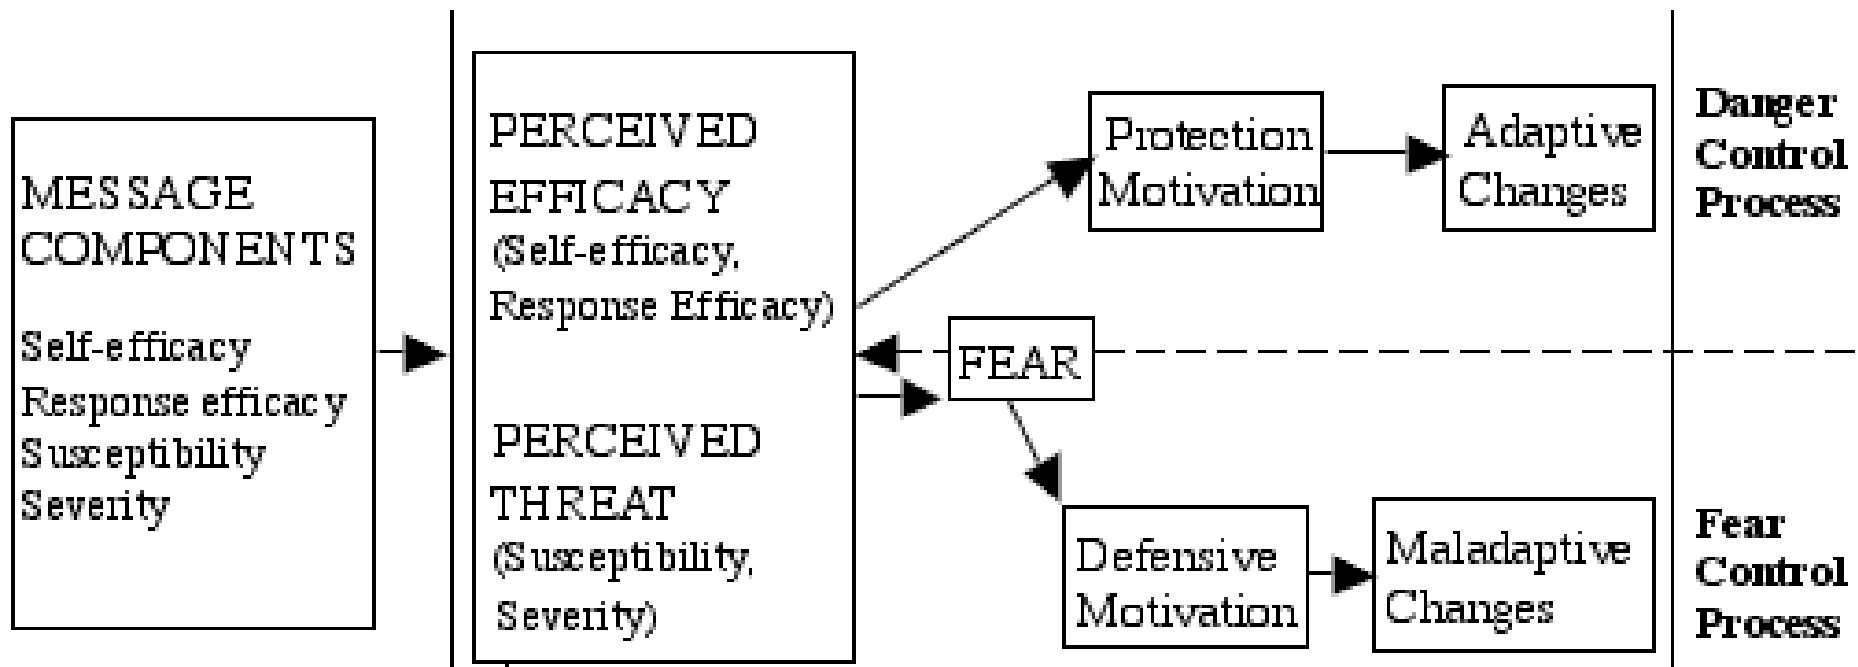 MESSAGE
COMPONENTS
Self-efficacy
Response efficacy
Susceptibility
Severity
PERCEIVED
EFFICACY
(Self-efficacy,
Response Efficacy)
PERCEIVED
THREAT
(Susceptibility,
Severity)
FEAR
Protection
Motivation
Adaptive
Changes
Danger
Control
Process
Defensive
Motivation
Maladaptive
Changes
Fear
Control
Process